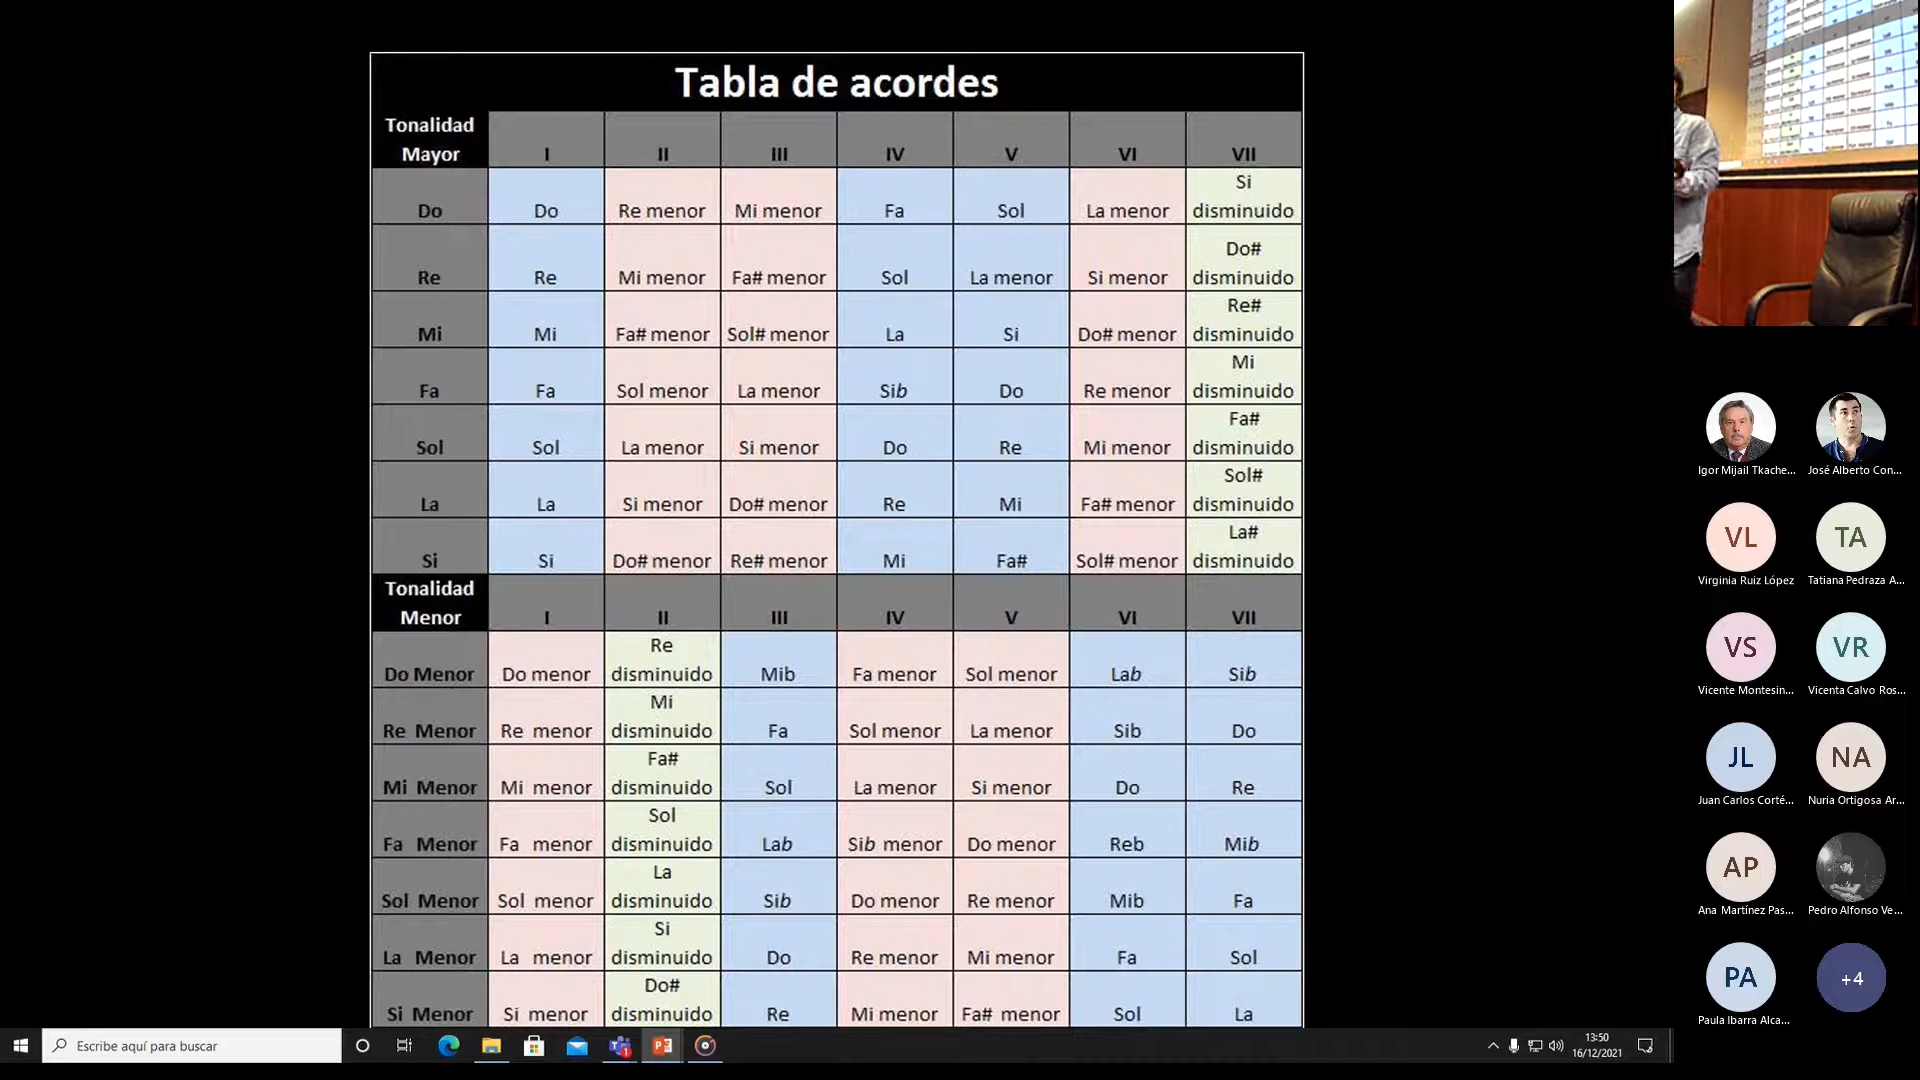 Tabla de acordes
Tonalidad
Mayor I II III IV V VI VII
Si
Do Do Re menor Mi menor Fa Sol La menor disminuido
Do#
Re Re Mi menor Fa# menor Sol La menor Si menor disminuido
Re#
Mi Mi Fa# menor Sol# menor La Si Do# menor disminuido
Mi
Fa Fa Sol menor La menor Sib Do Re menor disminuido
Fa#
Sol Sol La menor Si menor Do Re Mi menor disminuido
Sol#
La La Si menor Do# menor Re Mi Fa# menor disminuido
La#
Si Si Do# menor Re# menor Mi Fa# Sol# menor disminuido
Tonalidad
Menor I II III IV V VI VII
Re
Do Menor Do menor disminuido Mib Fa menor Sol menor Lab Sib
Mi
Re Menor Re menor disminuido Fa Sol menor La menor Sib Do
Fa#
Mi Menor Mi menor disminuido Sol La menor Si menor Do Re
Sol
Fa Menor Fa menor disminuido Lab Sib menor Do menor Reb Mib
La
Sol Menor Sol menor disminuido Sib Do menor Re menor Mib Fa
Si
La Menor La menor disminuido Do Re menor Mi menor Fa Sol
Do#
Si Menor Si menor disminuido Re Mi menor Fa# menor Sol La
Igor Mijail Tkache... José Alberto Con...
VL TA
Virginia Ruiz López Tatiana Pedraza A...
VS VR
Vicente Montesin... Vicenta Calvo Ros...
JL NA
Juan Carlos Corté... Nuria Ortigosa Ar...
AP
Ana Martínez Pas... Pedro Alfonso Ve...
PA +4
Paula Ibarra Alca...
Escribe aquí para buscar
1
13:50
16/12/2021